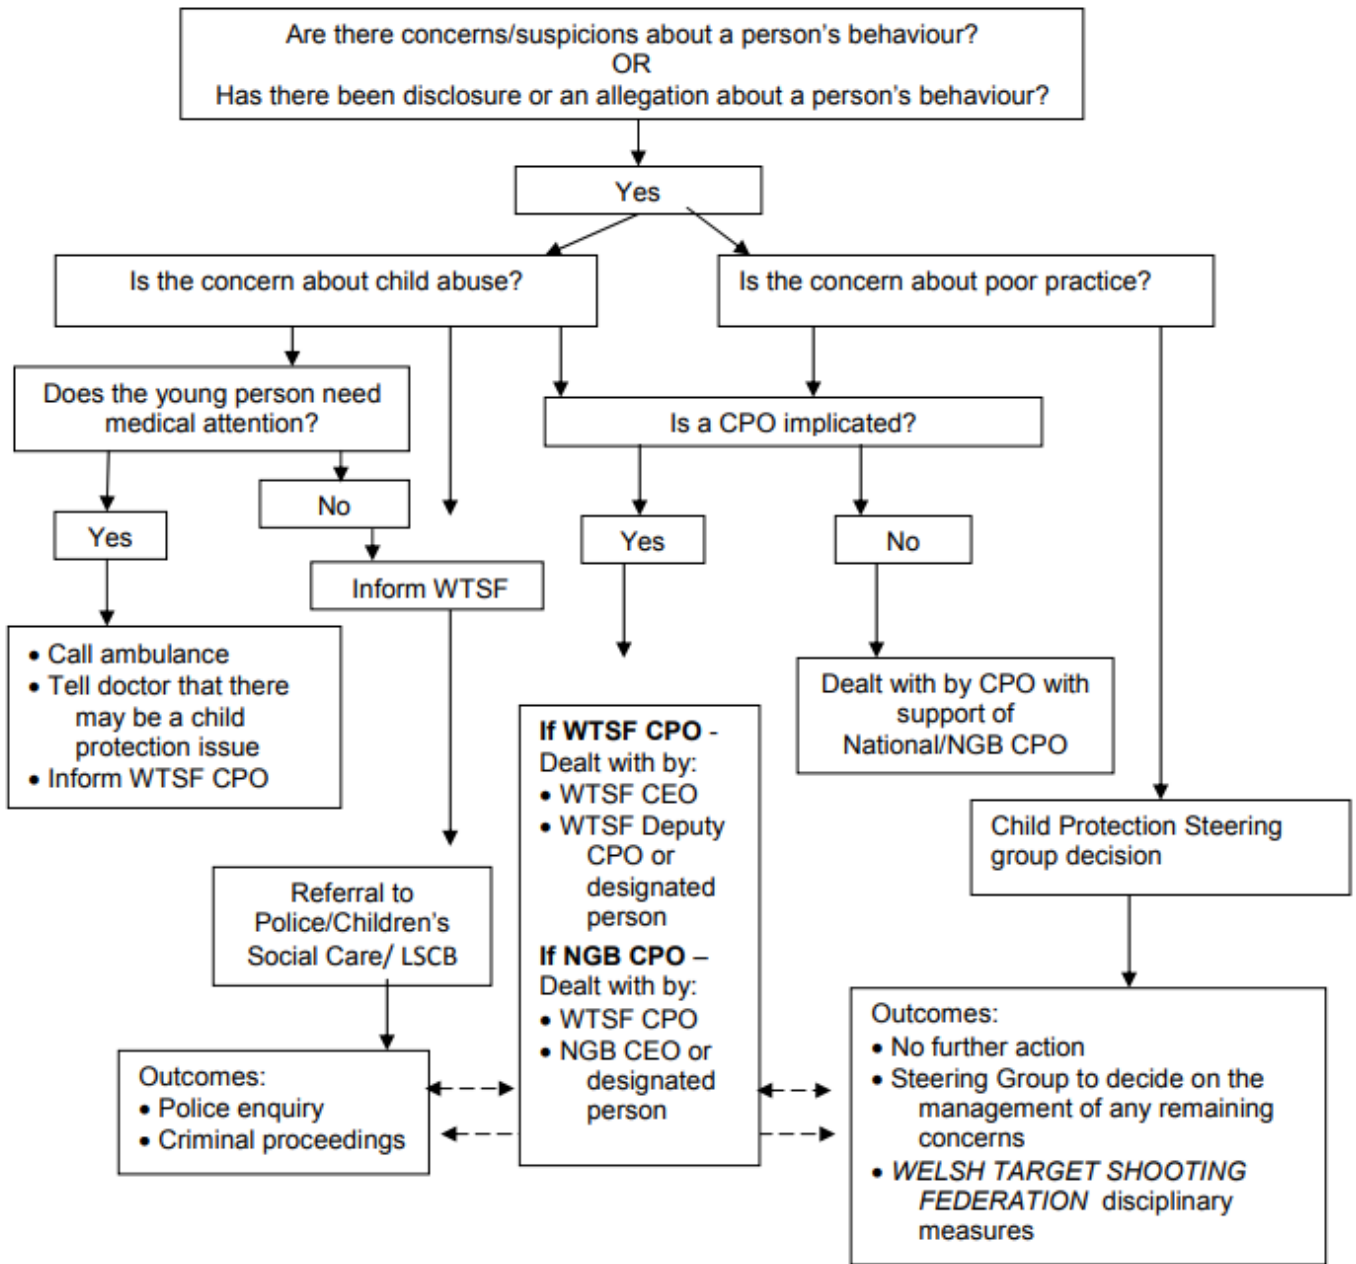 Are there concerns/suspicions about a person's behaviour?
OR
Has there been disclosure or an allegation about a person's behaviour?
Yes
Is the concern about child abuse?
Is the concern about poor practice?
Does the young person need
medical attention?
Is a CPO implicated?
Yes
No
Yes
No
Inform WTSF
• Call ambulance
• Tell doctor that there
may be a child
protection issue
• Inform WTSF CPO
Dealt with by CPO with
support of
National/NGB CPO
If WTSF CPO -
Dealt with by:
• WTSF CEO
• WTSF Deputy
CPO or
designated
person
If NGB CPO –
Dealt with by:
• WTSF CPO
• NGB CEO or
designated
person
Child Protection Steering
group decision
Referral to
Police/Children's
Social Care/ LSCB
Outcomes:
• Police enquiry
• Criminal proceedings
Outcomes:
• No further action
• Steering Group to decide on the
management of any remaining
concerns
• WELSH TARGET SHOOTING
FEDERATION disciplinary
measures